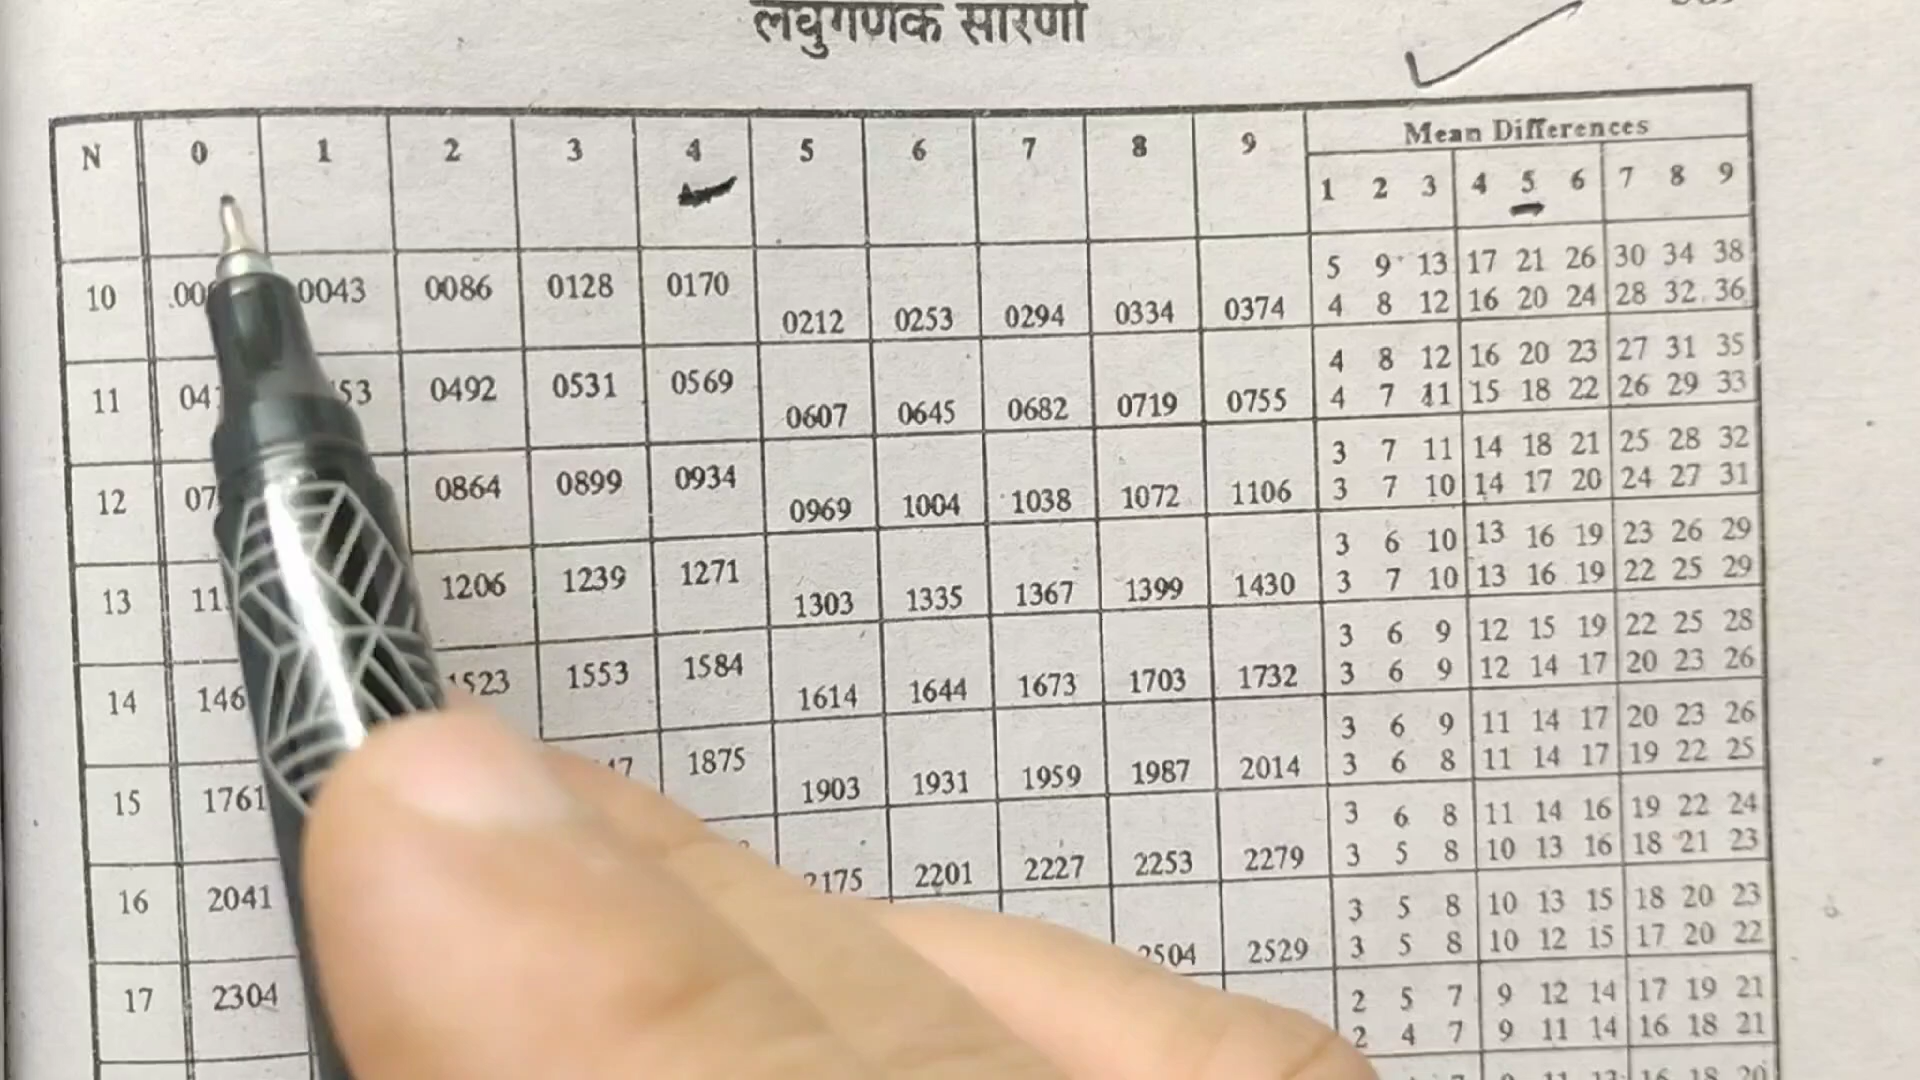 लघुगणक सारणी
Mean Differences
N 0 1 2 3 4 5 6 7 8 9 1 2 3 4 5 6 7 8 9
10 0043 0086 0128 0170 5 9 13 17 21 26 30 34 38
0212 0253 0294 0334 0374 4 8 12 16 20 24 28 32 36
11 0492 0531 0569 4 8 12 16 20 23 27 31 35
0607 0645 0682 0719 0755 4 7 11 15 18 22 26 29 33
12 0864 0899 0934 3 7 11 14 18 21 25 28 32
0969 1004 1038 1072 1106 3 7 10 14 17 20 24 27 31
13 1206 1239 1271 3 6 10 13 16 19 23 26 29
1303 1335 1367 1399 1430 3 7 10 13 16 19 22 25 29
14 1523 1553 1584 3 6 9 12 15 19 22 25 28
1614 1644 1673 1703 1732 3 6 9 12 14 17 20 23 26
15 1761 1875 3 6 9 11 14 17 20 23 26
1903 1931 1959 1987 2014 3 6 8 11 14 17 19 22 25
16 2041 3 6 8 11 14 16 19 22 24
2175 2201 2227 2253 2279 3 5 8 10 13 16 18 21 23
17 2304 3 5 8 10 13 15 18 20 23
2504 2529 3 5 8 10 12 15 17 20 22
2 5 7 9 12 14 17 19 21
2 4 7 9 11 14 16 18 21